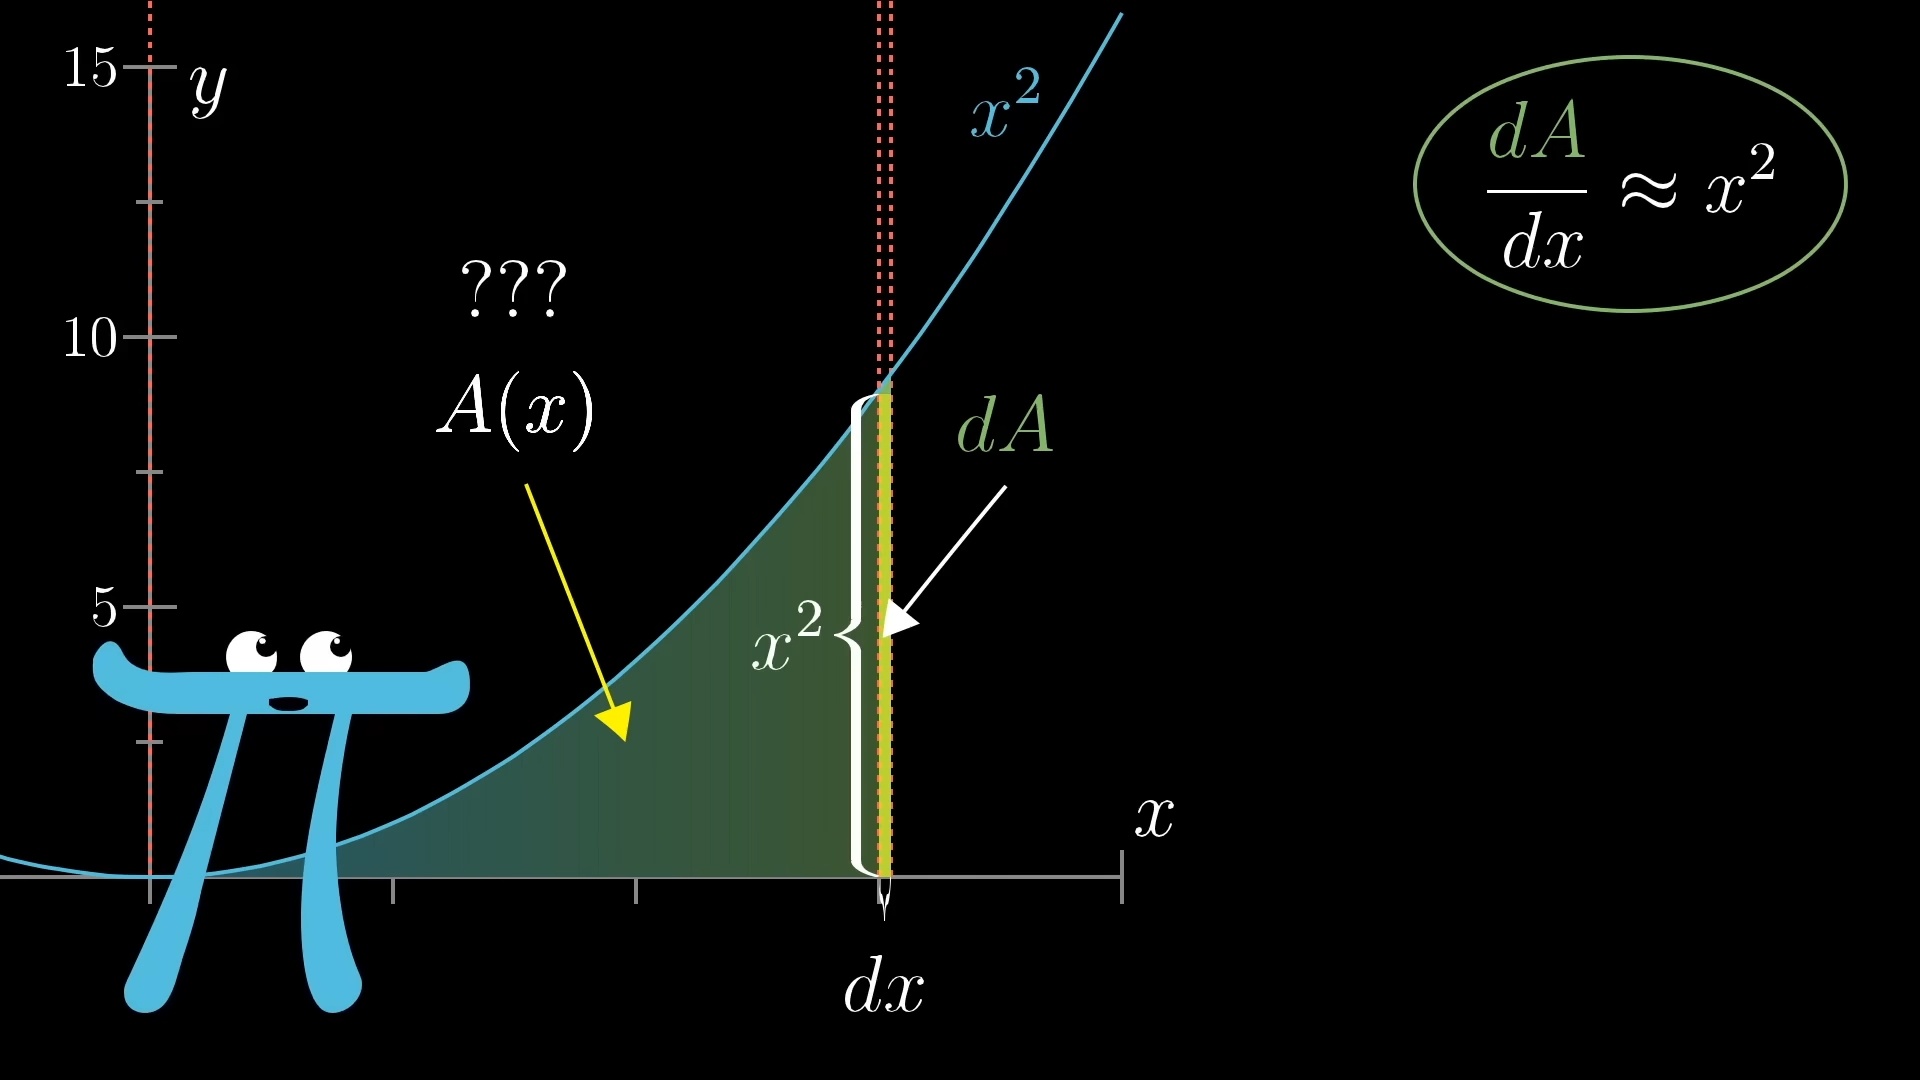 15
y
x²
dA/dx ≈ x²
???
10
A(x)
dA
5
x²
x
dx